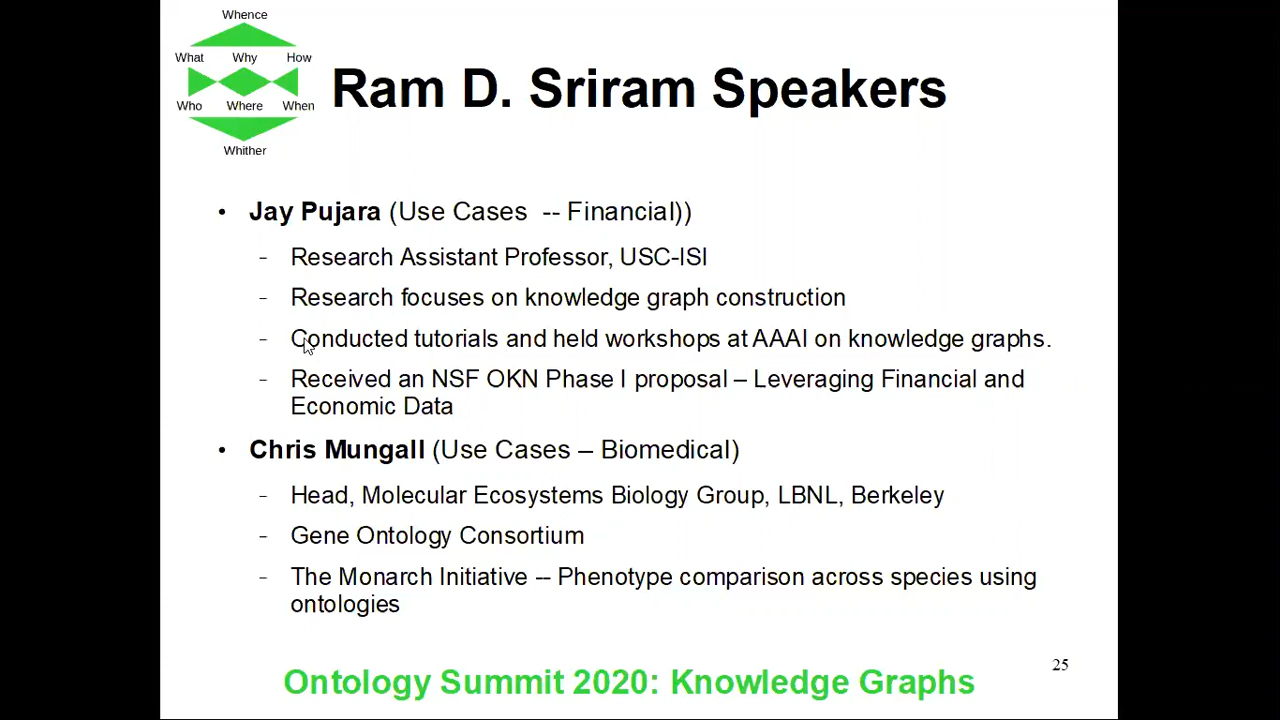 Whence
What Why How
Who Where When
Whither
Ram D. Sriram Speakers
• Jay Pujara (Use Cases -- Financial))
- Research Assistant Professor, USC-ISI
- Research focuses on knowledge graph construction
- Conducted tutorials and held workshops at AAAI on knowledge graphs.
- Received an NSF OKN Phase I proposal – Leveraging Financial and
Economic Data
• Chris Mungall (Use Cases – Biomedical)
- Head, Molecular Ecosystems Biology Group, LBNL, Berkeley
- Gene Ontology Consortium
- The Monarch Initiative -- Phenotype comparison across species using
ontologies
25
Ontology Summit 2020: Knowledge Graphs